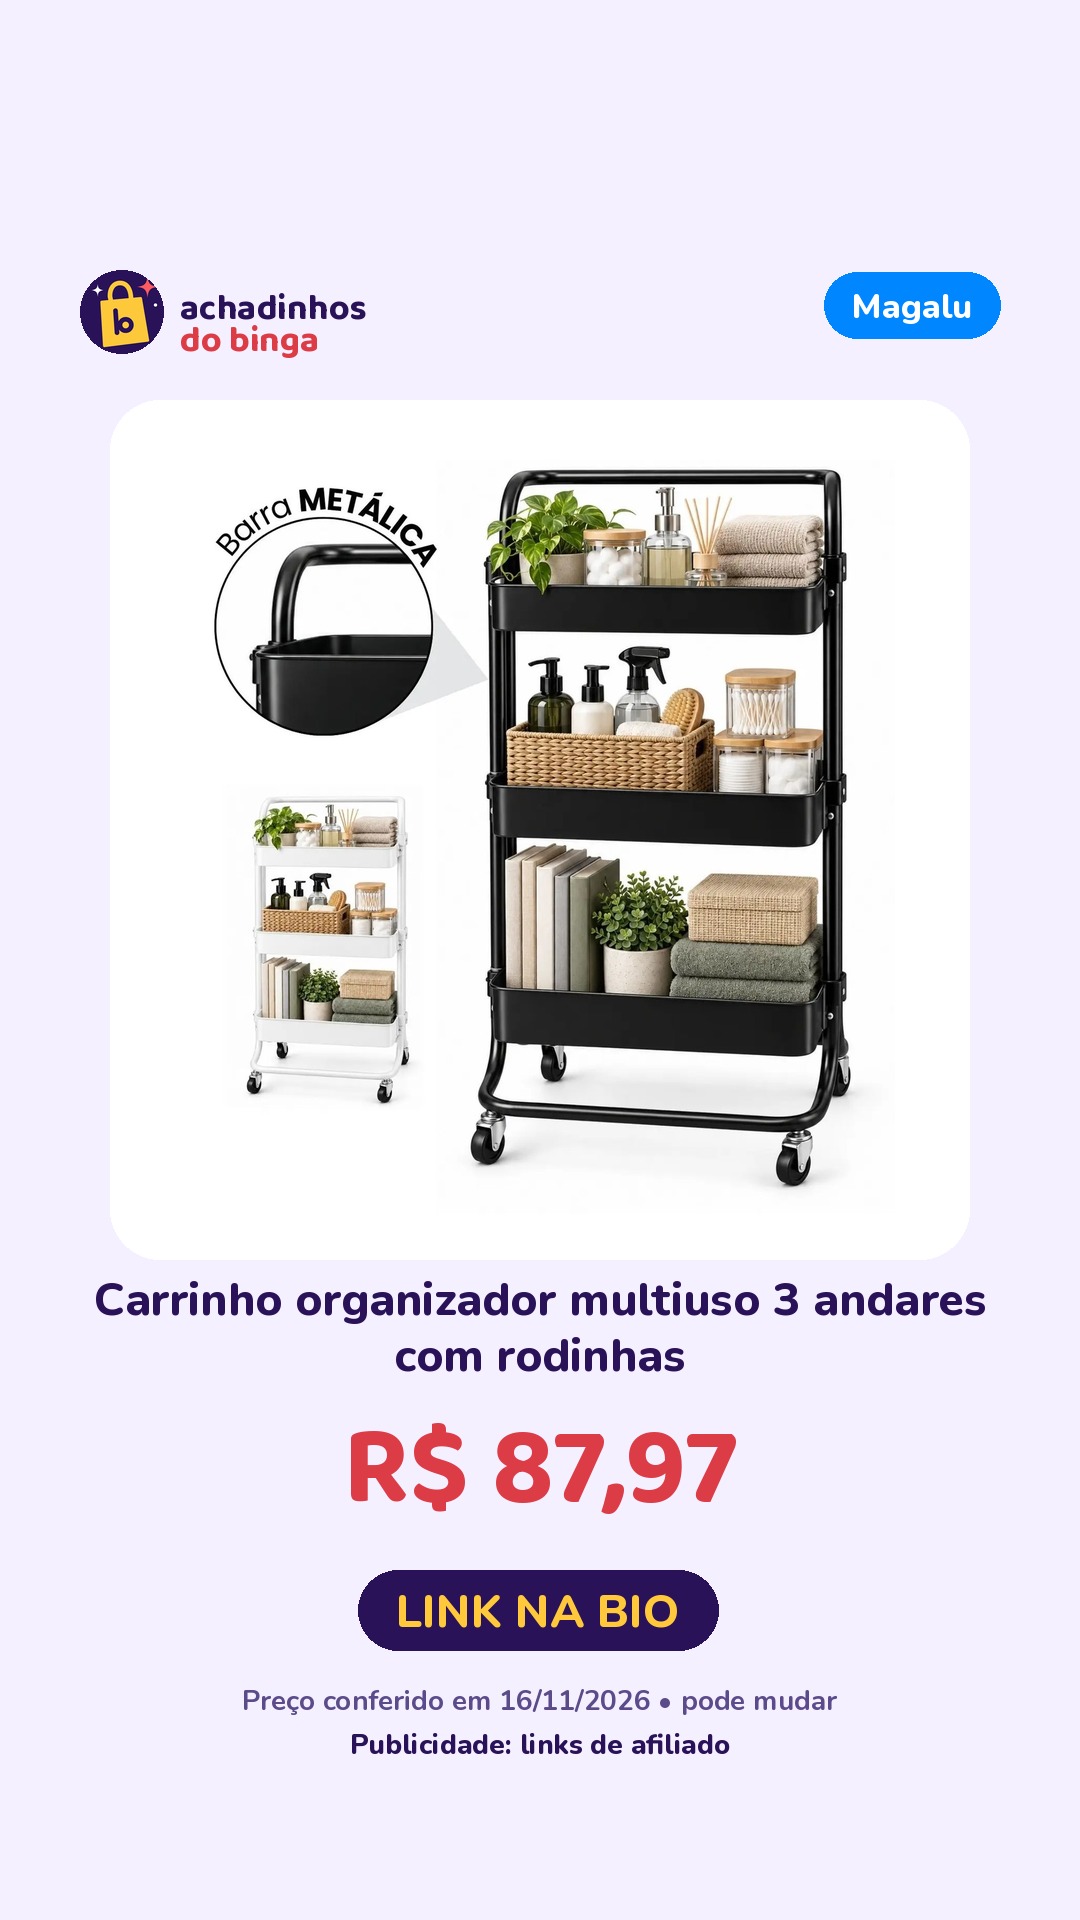 achadinhos
do binga
Magalu
Barra METÁLICA
Carrinho organizador multiuso 3 andares
com rodinhas
R$ 87,97
LINK NA BIO
Preço conferido em 16/11/2026 • pode mudar
Publicidade: links de afiliado